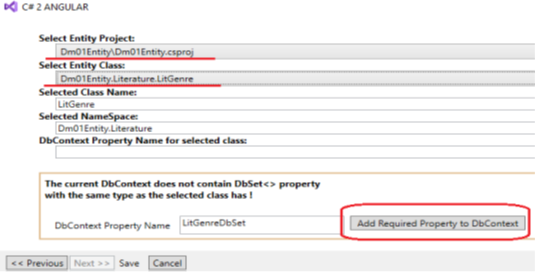 C# 2 ANGULAR
Select Entity Project:
Dm01Entity\Dm01Entity.csproj
Select Entity Class:
Dm01Entity.Literature.LitGenre
Selected Class Name:
LitGenre
Selected NameSpace:
Dm01Entity.Literature
DbContext Property Name for selected class:
The current DbContext does not contain DbSet<> property
with the same type as the selected class has !
DbContext Property Name LitGenreDbSet Add Required Property to DbContext
<< Previous Next >> Save Cancel